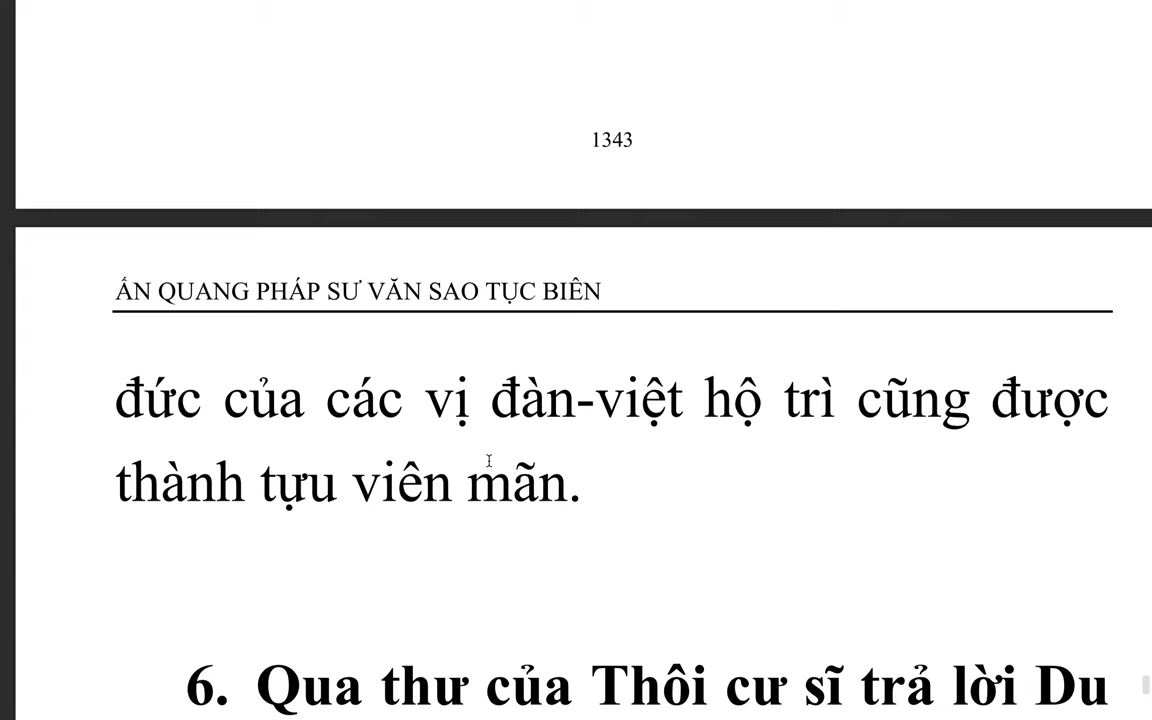 1343
ẤN QUANG PHÁP SƯ VĂN SAO TỤC BIÊN
đức của các vị đàn-việt hộ trì cũng được
thành tựu viên mãn.
6. Qua thư của Thôi cư sĩ trả lời Du